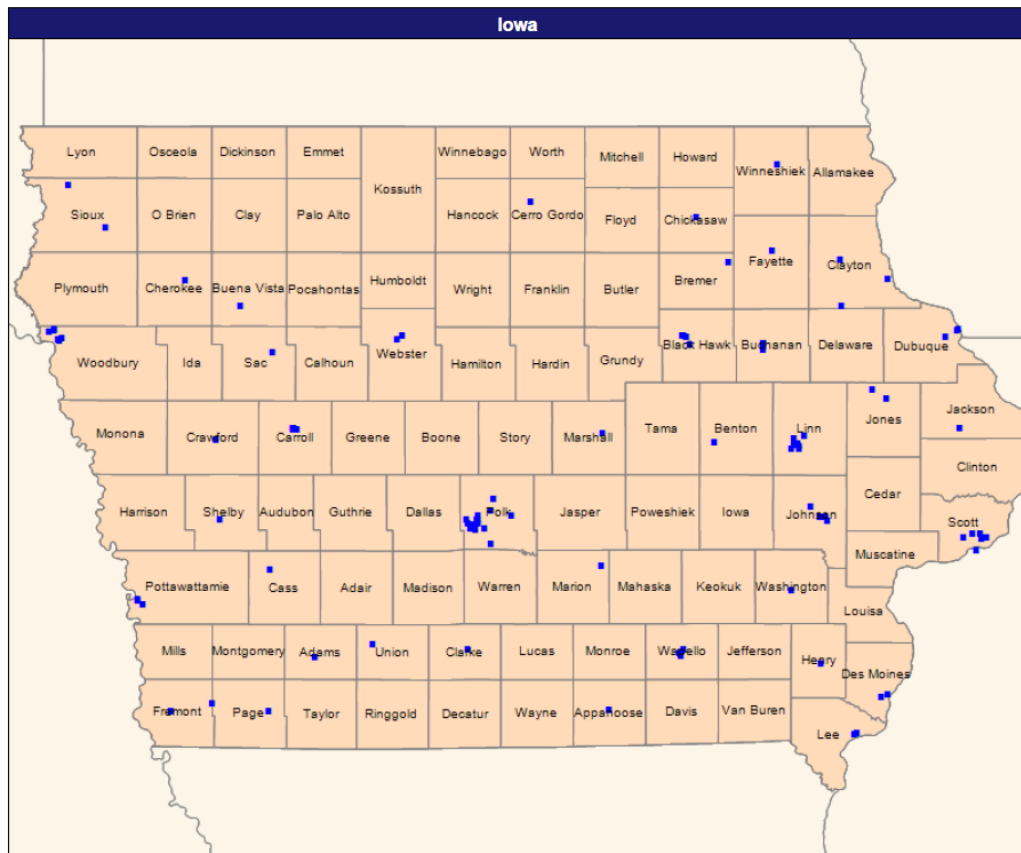 Iowa
Lyon
Osceola
Dickinson
Emmet
Kossuth
Winnebago
Worth
Mitchell
Howard
Winneshiek
Allamakee
Sioux
O Brien
Clay
Palo Alto
Hancock
Cerro Gordo
Floyd
Chickasaw
Plymouth
Cherokee
Buena Vista
Pocahontas
Humboldt
Wright
Franklin
Butler
Bremer
Fayette
Clayton
Woodbury
Ida
Sac
Calhoun
Webster
Hamilton
Hardin
Grundy
Black Hawk
Buchanan
Delaware
Dubuque
Monona
Crawford
Carroll
Greene
Boone
Story
Marshall
Tama
Benton
Linn
Jones
Jackson
Clinton
Harrison
Shelby
Audubon
Guthrie
Dallas
Polk
Jasper
Poweshiek
Iowa
Johnson
Cedar
Scott
Muscatine
Pottawattamie
Cass
Adair
Madison
Warren
Marion
Mahaska
Keokuk
Washington
Louisa
Mills
Montgomery
Adams
Union
Clarke
Lucas
Monroe
Wapello
Jefferson
Henry
Des Moines
Fremont
Page
Taylor
Ringgold
Decatur
Wayne
Appanoose
Davis
Van Buren
Lee